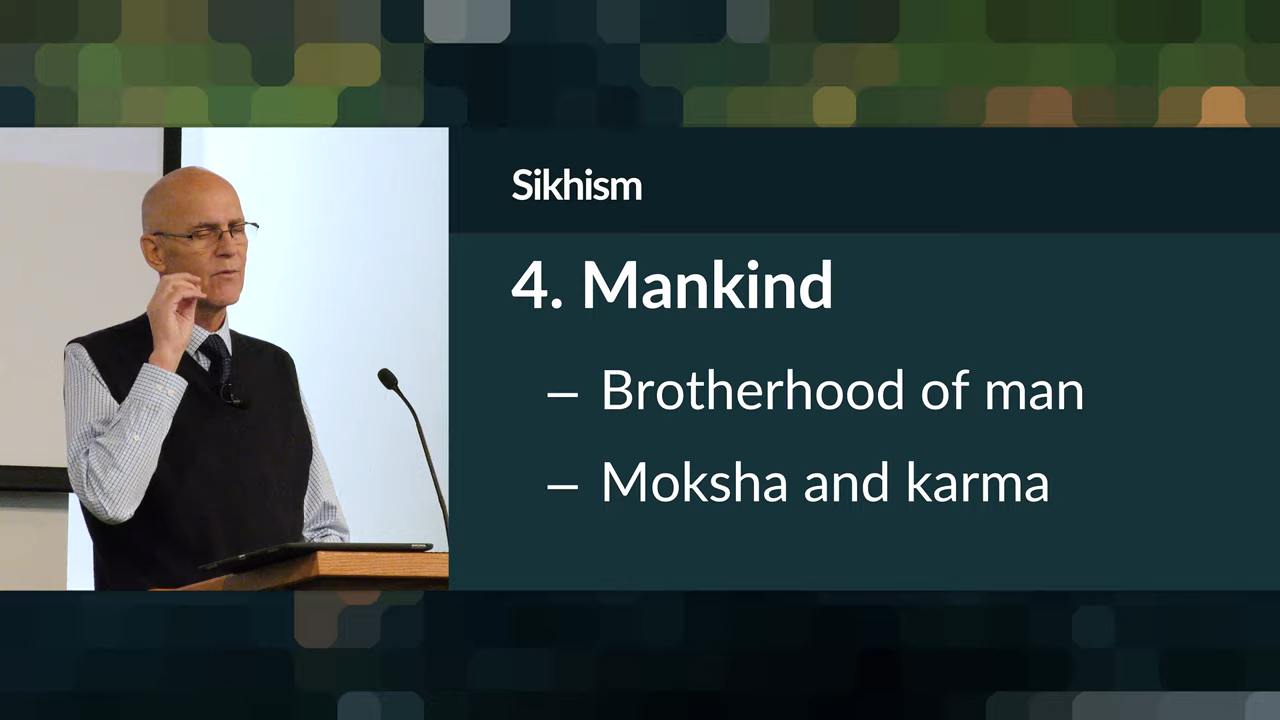 Sikhism
4. Mankind
– Brotherhood of man
– Moksha and karma